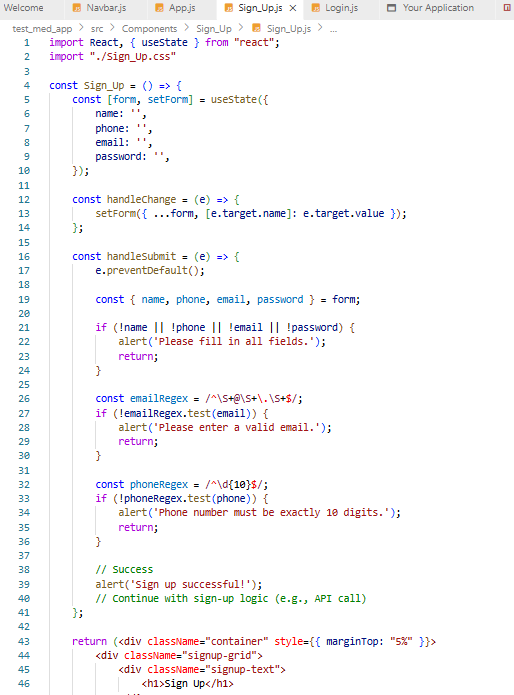 Welcome Navbar.js App.js Sign_Up.js × Login.js Your Application
test_med_app > src > Components > Sign_Up > Sign_Up.js > ...
1 import React, { useState } from "react";
2 import "./Sign_Up.css"
3
4 const Sign_Up = () => {
5 const [form, setForm] = useState({
6 name: '',
7 phone: '',
8 email: '',
9 password: '',
10 });
11
12 const handleChange = (e) => {
13 setForm({ ...form, [e.target.name]: e.target.value });
14 };
15
16 const handleSubmit = (e) => {
17 e.preventDefault();
18
19 const { name, phone, email, password } = form;
20
21 if (!name || !phone || !email || !password) {
22 alert('Please fill in all fields.');
23 return;
24 }
25
26 const emailRegex = /^\S+@\S+\.\S+$/;
27 if (!emailRegex.test(email)) {
28 alert('Please enter a valid email.');
29 return;
30 }
31
32 const phoneRegex = /^\d{10}$/;
33 if (!phoneRegex.test(phone)) {
34 alert('Phone number must be exactly 10 digits.');
35 return;
36 }
37
38 // Success
39 alert('Sign up successful!');
40 // Continue with sign-up logic (e.g., API call)
41 };
42
43 return (<div className="container" style={{ marginTop: "5%" }}>
44 <div className="signup-grid">
45 <div className="signup-text">
46 <h1>Sign Up</h1>